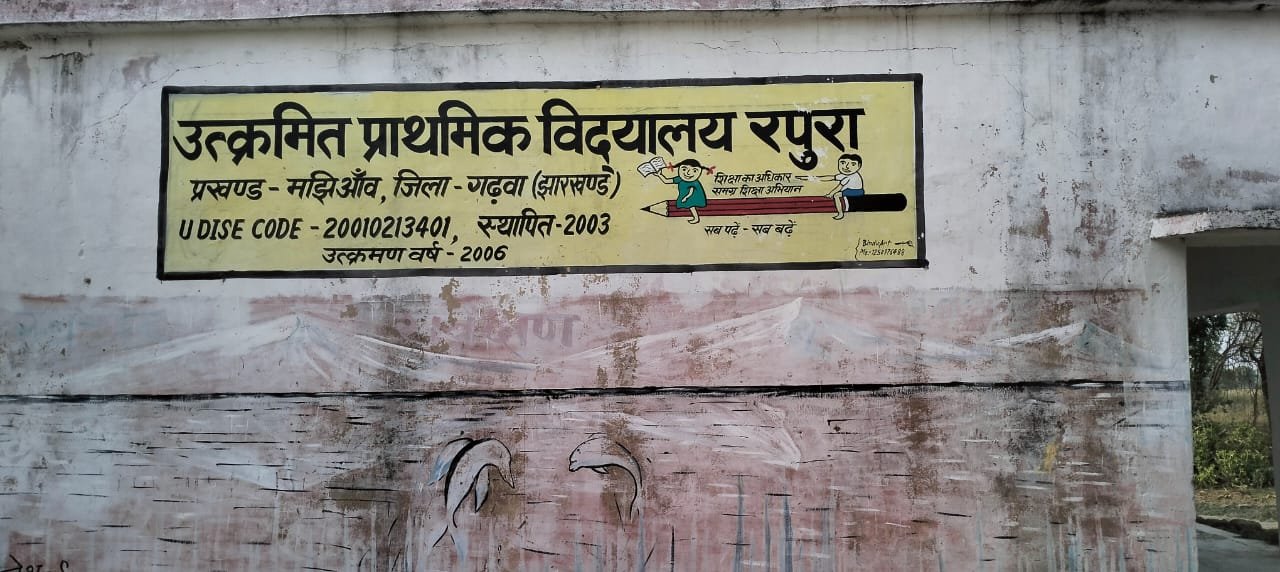 उत्क्रमित प्राथमिक विद्यालय रपुरा
प्रखण्ड - मझिआँव, जिला - गढ़वा (झारखण्ड)
U DISE CODE - 20010213401, स्थापित - 2003
उत्क्रमण वर्ष - 2006
शिक्षा का अधिकार
समग्र शिक्षा अभियान
सब पढ़ें - सब बढ़ें